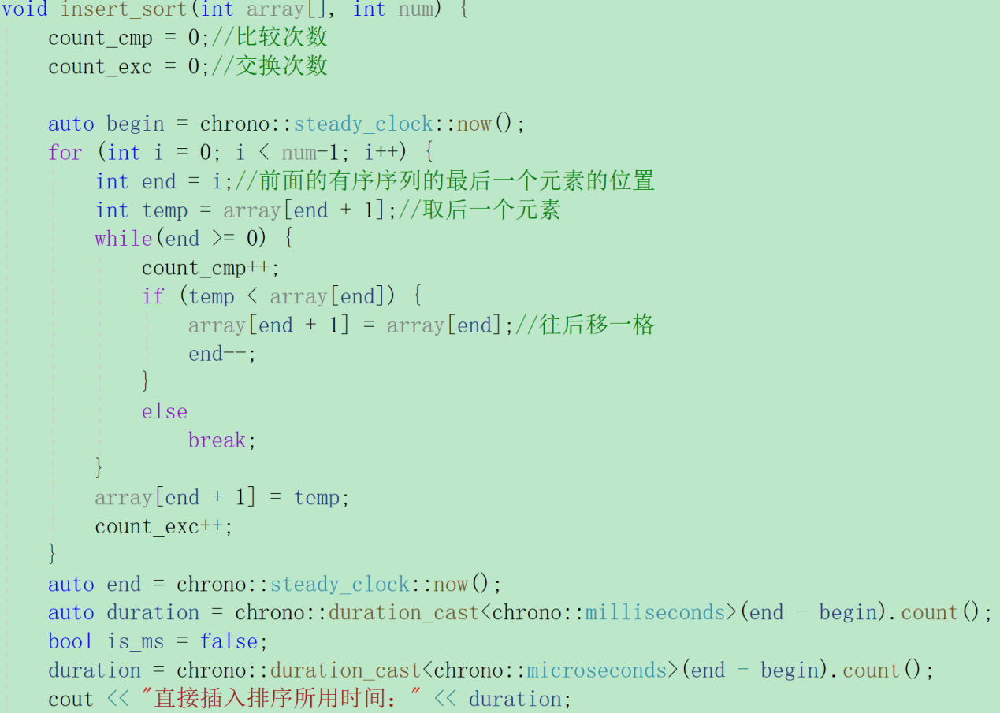 void insert_sort(int array[], int num) {
    count_cmp = 0;//比较次数
    count_exc = 0;//交换次数

    auto begin = chrono::steady_clock::now();
    for (int i = 0; i < num-1; i++) {
        int end = i;//前面的有序序列的最后一个元素的位置
        int temp = array[end + 1];//取后一个元素
        while(end >= 0) {
            count_cmp++;
            if (temp < array[end]) {
                array[end + 1] = array[end];//往后移一格
                end--;
            }
            else
                break;
        }
        array[end + 1] = temp;
        count_exc++;
    }
    auto end = chrono::steady_clock::now();
    auto duration = chrono::duration_cast<chrono::milliseconds>(end - begin).count();
    bool is_ms = false;
    duration = chrono::duration_cast<chrono::microseconds>(end - begin).count();
    cout << "直接插入排序所用时间：" << duration;